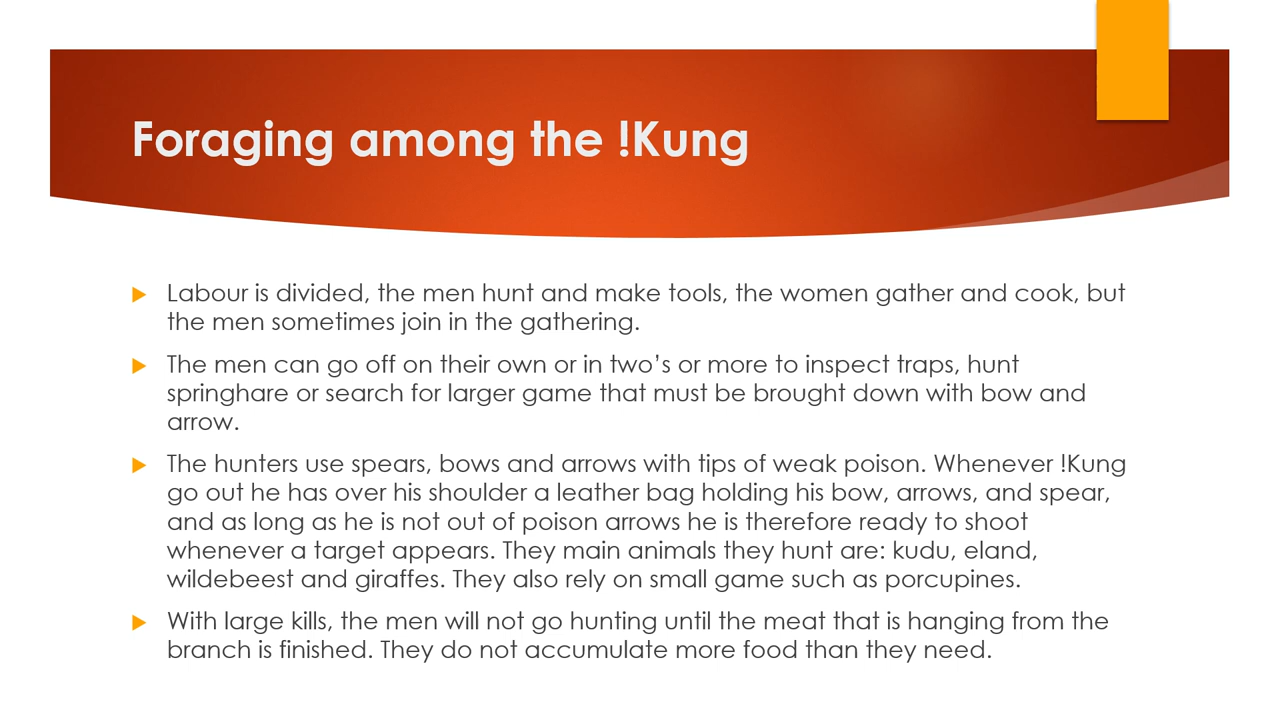 Foraging among the !Kung
Labour is divided, the men hunt and make tools, the women gather and cook, but
the men sometimes join in the gathering.
The men can go off on their own or in two’s or more to inspect traps, hunt
springhare or search for larger game that must be brought down with bow and
arrow.
The hunters use spears, bows and arrows with tips of weak poison. Whenever !Kung
go out he has over his shoulder a leather bag holding his bow, arrows, and spear,
and as long as he is not out of poison arrows he is therefore ready to shoot
whenever a target appears. They main animals they hunt are: kudu, eland,
wildebeest and giraffes. They also rely on small game such as porcupines.
With large kills, the men will not go hunting until the meat that is hanging from the
branch is finished. They do not accumulate more food than they need.